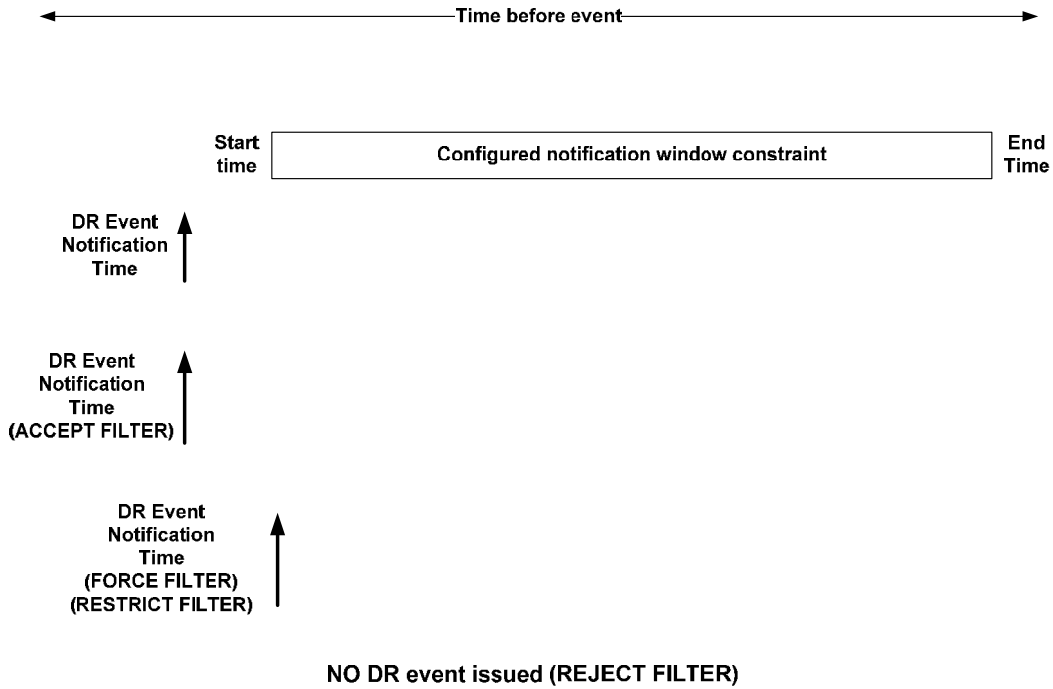 Time before event
Start
time
Configured notification window constraint
End
Time
DR Event
Notification
Time
DR Event
Notification
Time
(ACCEPT FILTER)
DR Event
Notification
Time
(FORCE FILTER)
(RESTRICT FILTER)
NO DR event issued (REJECT FILTER)